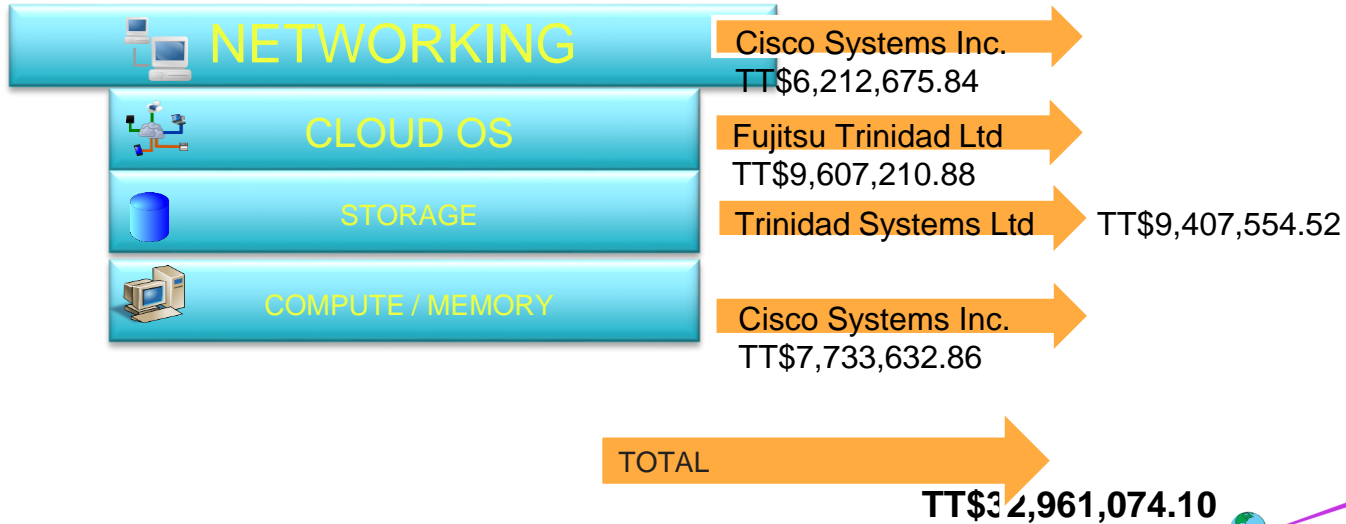 NETWORKING
Cisco Systems Inc.
TT$6,212,675.84
CLOUD OS
Fujitsu Trinidad Ltd
TT$9,607,210.88
STORAGE
Trinidad Systems Ltd TT$9,407,554.52
COMPUTE / MEMORY
Cisco Systems Inc.
TT$7,733,632.86
TOTAL
TT$32,961,074.10